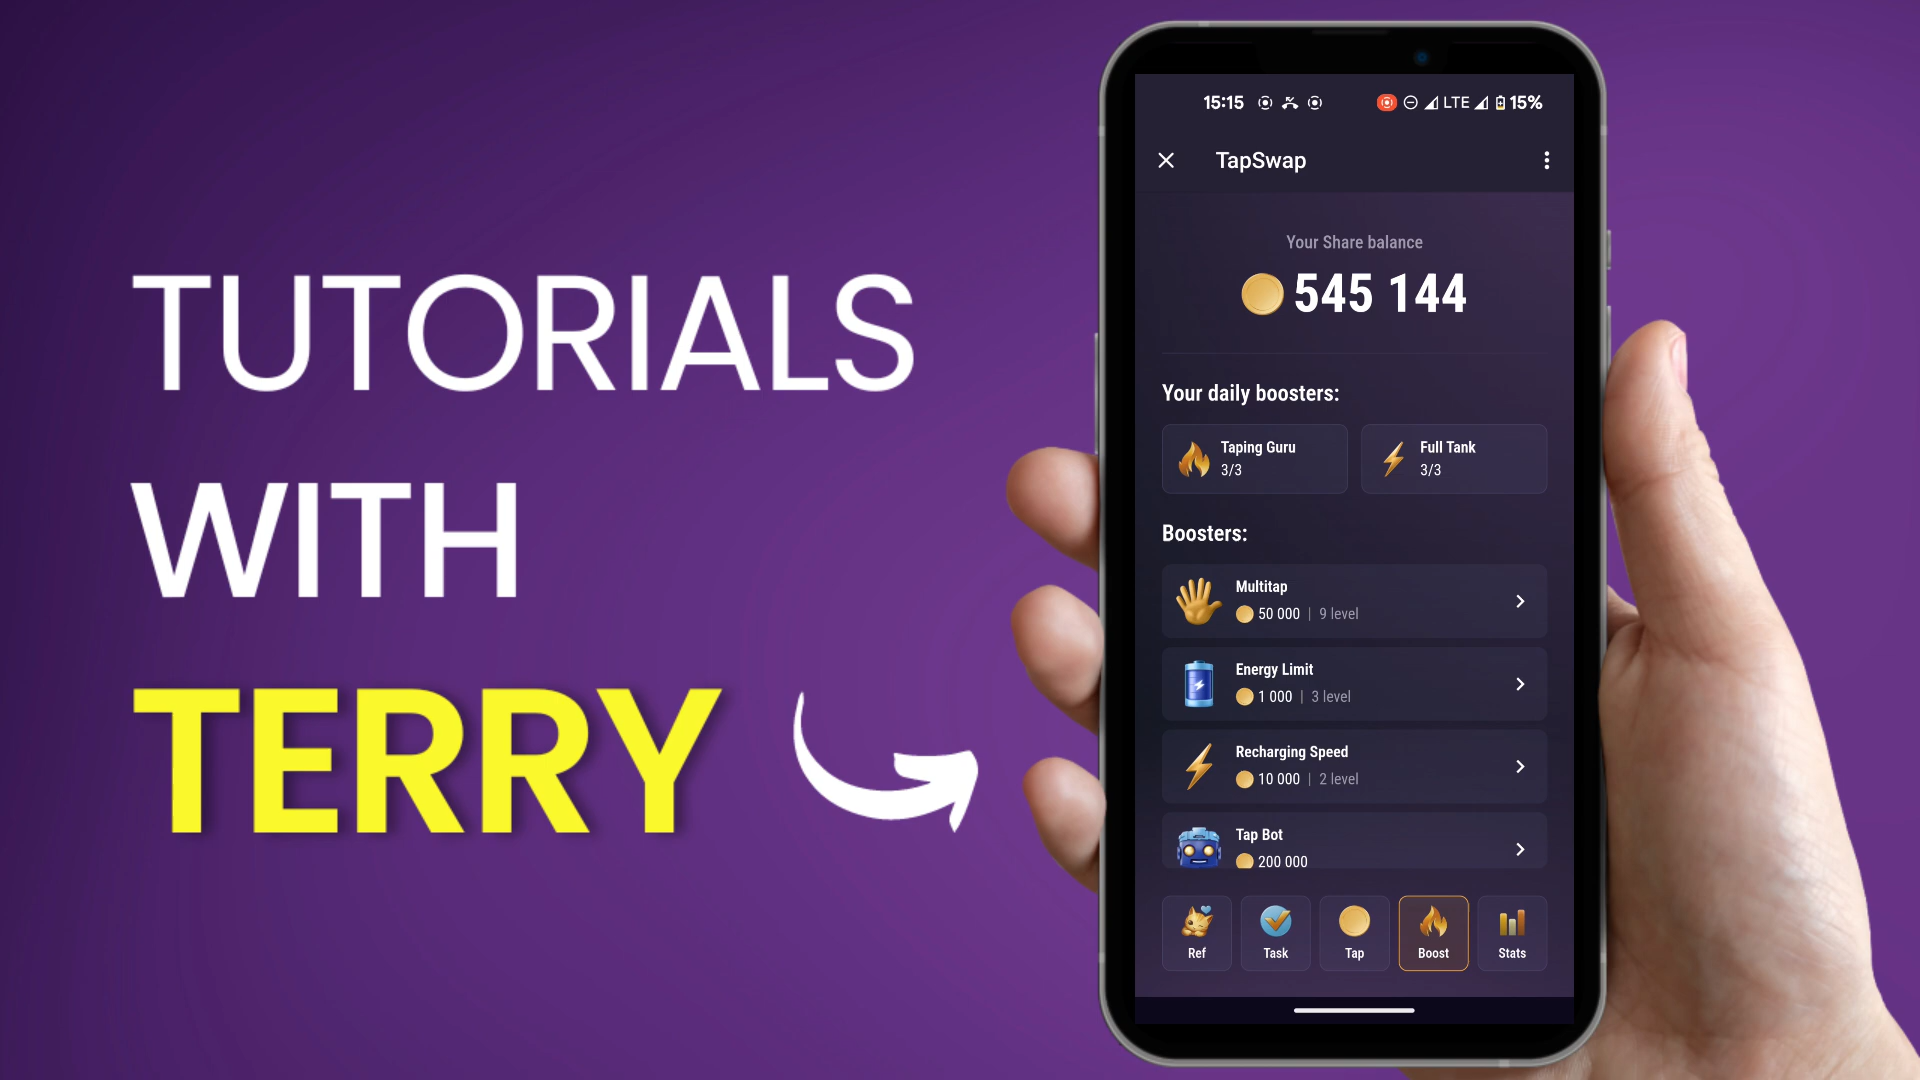 TUTORIALS
WITH
TERRY
15:15 LTE 15%
TapSwap
Your Share balance
545 144
Your daily boosters:
Taping Guru
3/3
Full Tank
3/3
Boosters:
Multitap
50 000 | 9 level
Energy Limit
1 000 | 3 level
Recharging Speed
10 000 | 2 level
Tap Bot
200 000
Ref Task Tap Boost Stats